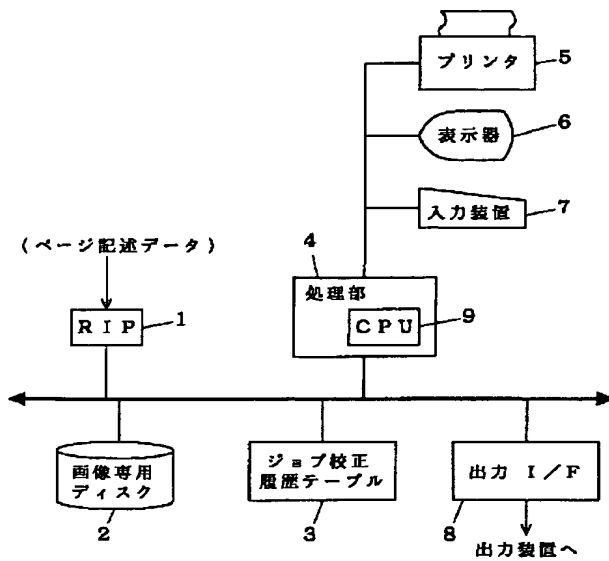 プリンタ
5
表示器
6
入力装置
7
(ページ記述データ)
4
処理部
CPU
9
RIP
1
画像専用
ディスク
2
ジョブ校正
履歴テーブル
3
出力 I/F
8
出力装置へ